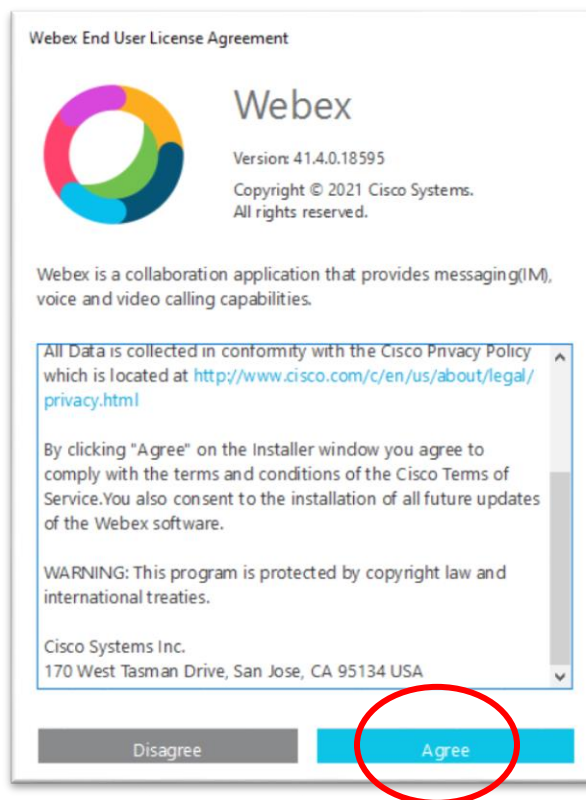 Webex End User License Agreement
Webex
Version: 41.4.0.18595
Copyright © 2021 Cisco Systems.
All rights reserved.
Webex is a collaboration application that provides messaging(IM),
voice and video calling capabilities.
All Data is collected in conformity with the Cisco Privacy Policy
which is located at http://www.cisco.com/c/en/us/about/legal/
privacy.html
By clicking "Agree" on the Installer window you agree to
comply with the terms and conditions of the Cisco Terms of
Service.You also consent to the installation of all future updates
of the Webex software.
WARNING: This program is protected by copyright law and
international treaties.
Cisco Systems Inc.
170 West Tasman Drive, San Jose, CA 95134 USA
Disagree
Agree